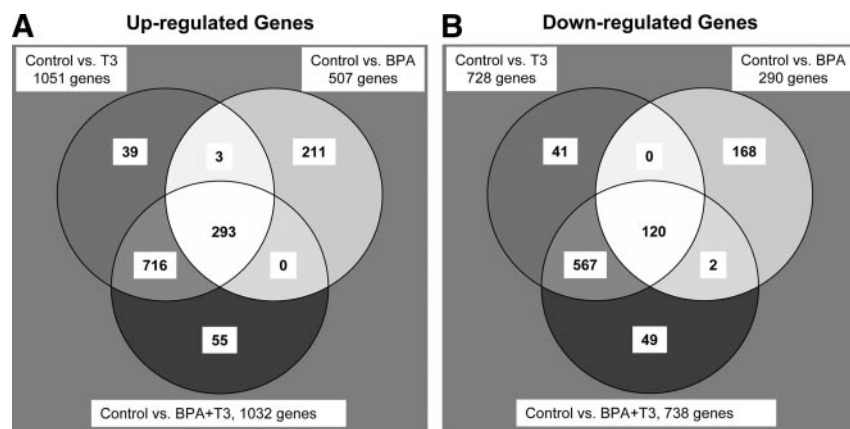 A Up-regulated Genes
Control vs. T3
1051 genes
Control vs. BPA
507 genes
39
3
211
293
716
0
55
Control vs. BPA+T3, 1032 genes
B Down-regulated Genes
Control vs. T3
728 genes
Control vs. BPA
290 genes
41
0
168
120
567
2
49
Control vs. BPA+T3, 738 genes